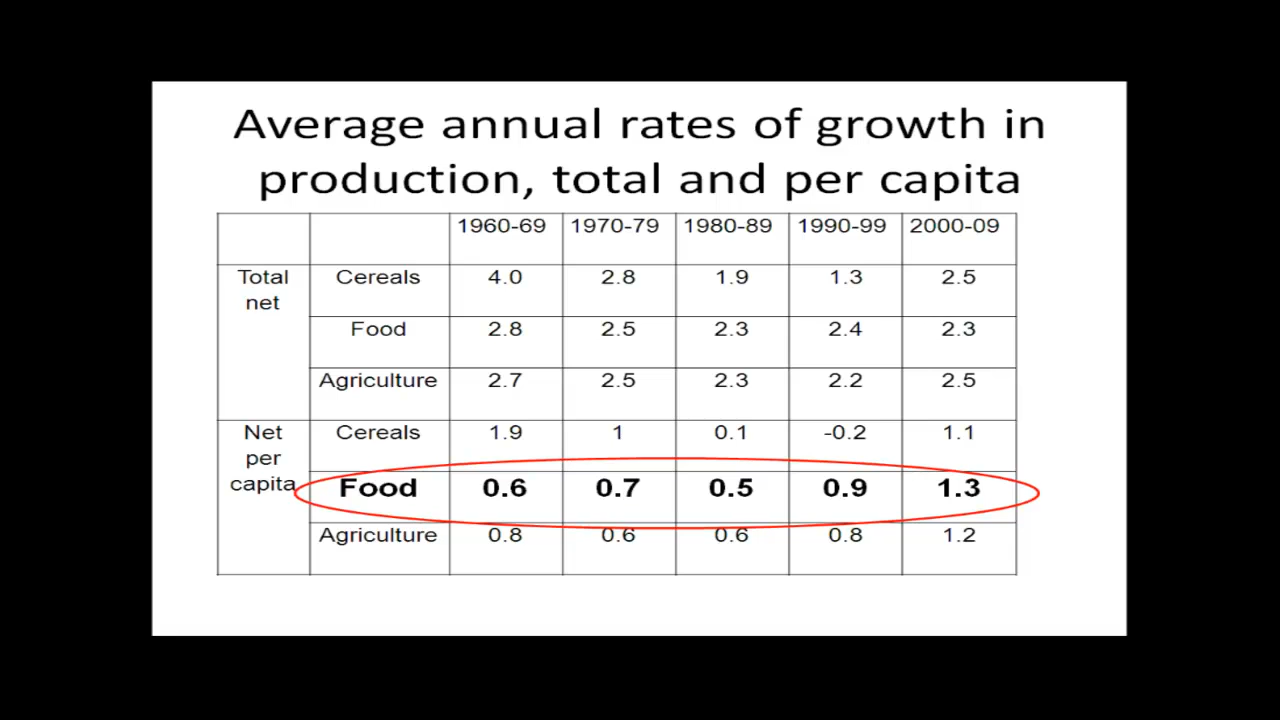 Average annual rates of growth in
production, total and per capita
1960-69 1970-79 1980-89 1990-99 2000-09
Total net Cereals 4.0 2.8 1.9 1.3 2.5
Food 2.8 2.5 2.3 2.4 2.3
Agriculture 2.7 2.5 2.3 2.2 2.5
Net per capita Cereals 1.9 1 0.1 -0.2 1.1
Food 0.6 0.7 0.5 0.9 1.3
Agriculture 0.8 0.6 0.6 0.8 1.2